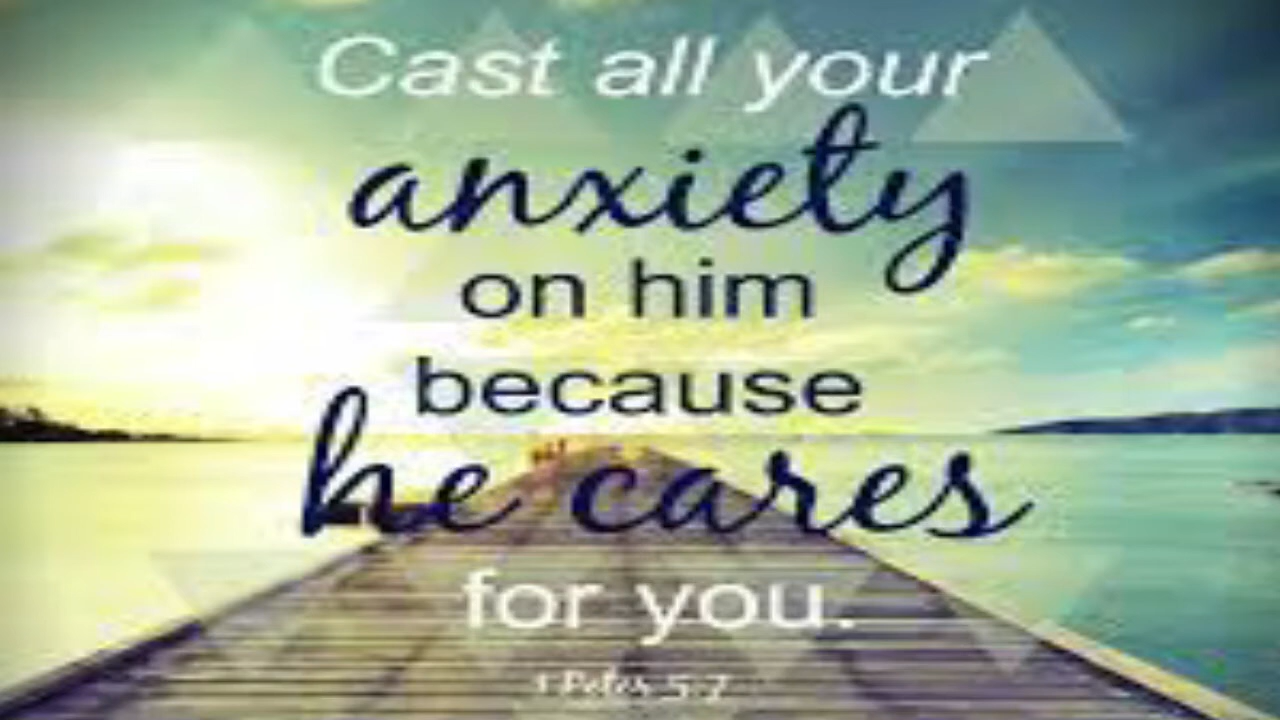 Cast all your
anxiety
on him
because
he cares
for you.
1 Peter 5:7